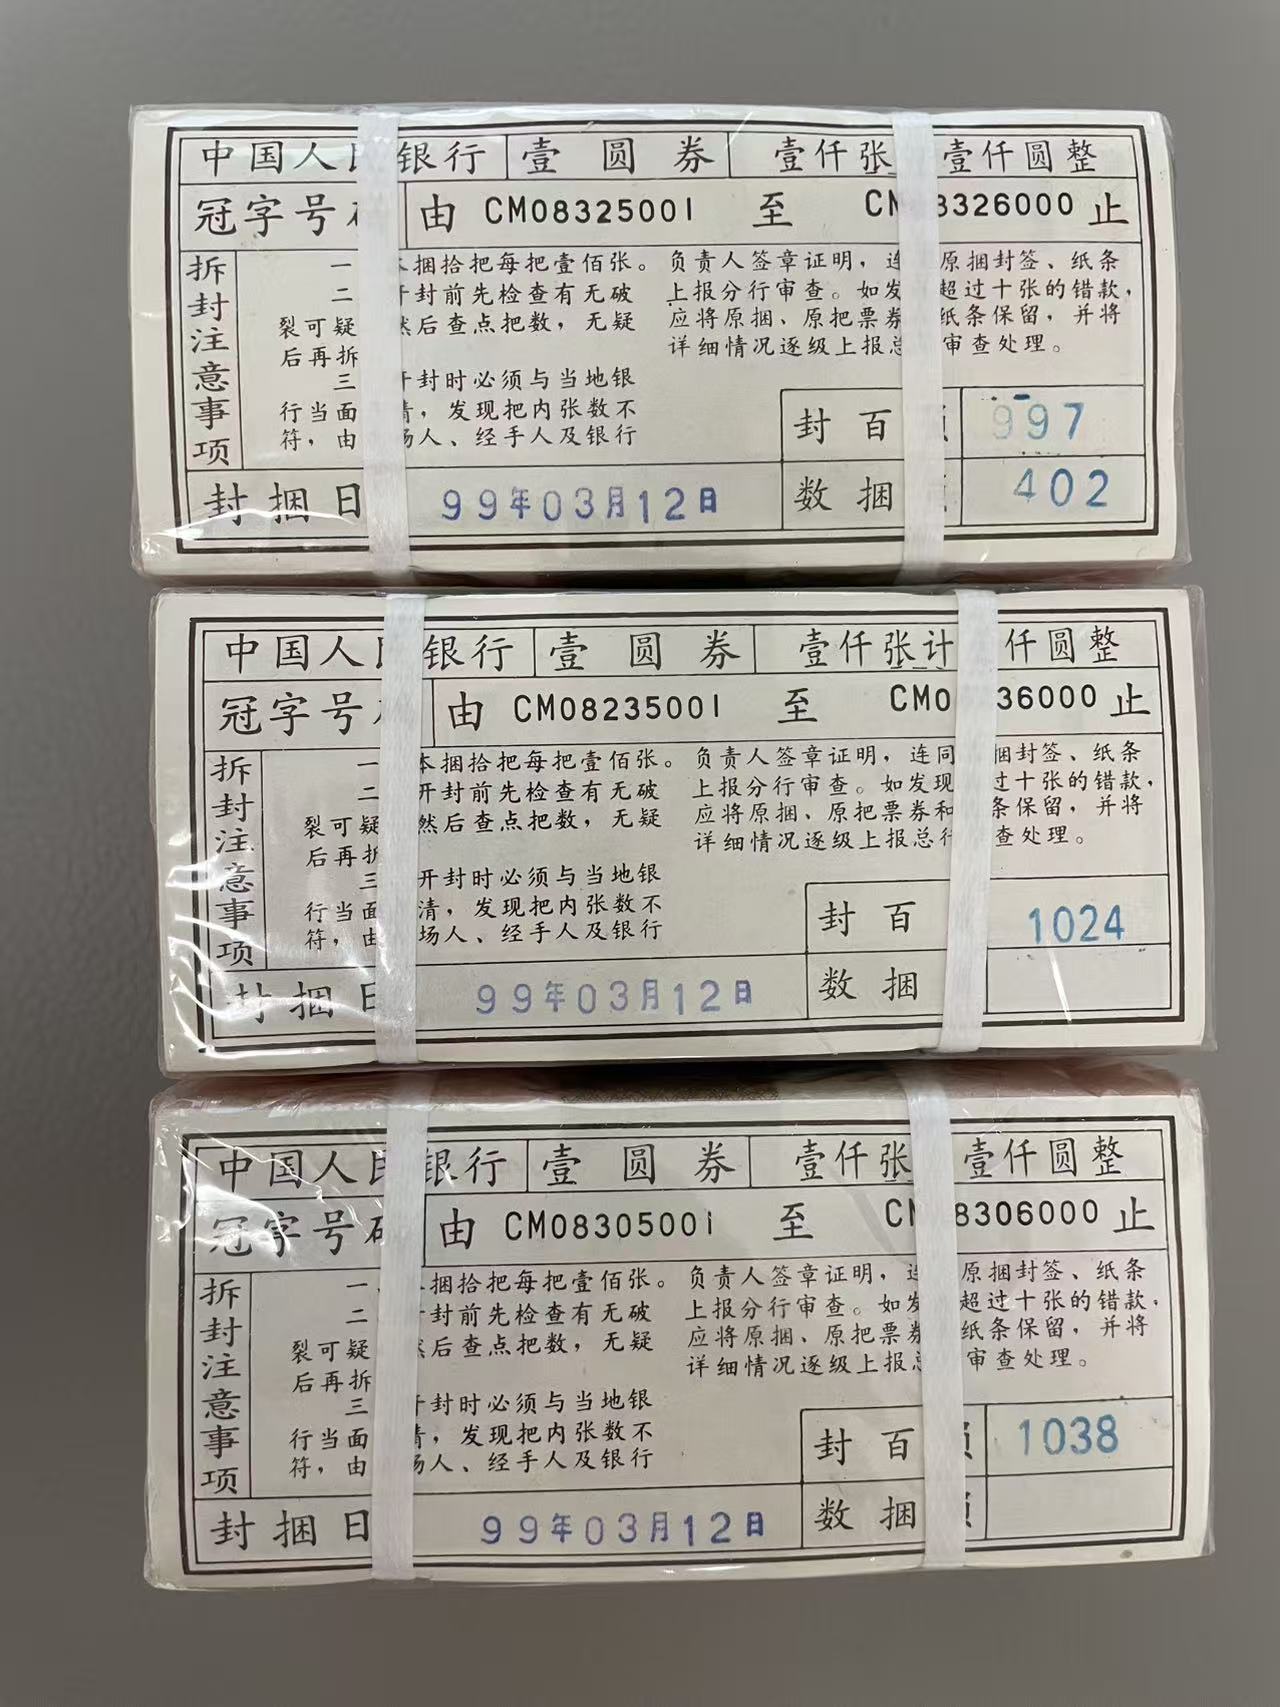 中国人民银行 壹圆券 壹仟张 壹仟圆整
冠字号 由 CM08325001 至 CM 8326000 止
拆封注意事项
一 本捆拾把每把壹佰张。
二 开封前先检查有无破
裂可疑 然后查点把数，无疑
后再拆
三 开封时必须与当地银
行当面 清，发现把内张数不
符，由 场人、经手人及银行
负责人签章证明，连 原捆封签、纸条
上报分行审查。如发 超过十张的错款，
应将原捆、原把票券 纸条保留，并将
详细情况逐级上报总 审查处理。
封百 997
数捆 402
封捆日 99年03月12日
中国人民银行 壹圆券 壹仟张计 仟圆整
冠字号 由 CM08235001 至 CM0 36000 止
拆封注意事项
一 本捆拾把每把壹佰张。
二 开封前先检查有无破
裂可疑 然后查点把数，无疑
后再拆
三 开封时必须与当地银
行当面 清，发现把内张数不
符，由 场人、经手人及银行
负责人签章证明，连同 捆封签、纸条
上报分行审查。如发现 过十张的错款，
应将原捆、原把票券和 条保留，并将
详细情况逐级上报总行 查处理。
封百 1024
数捆
封捆日 99年03月12日
中国人民银行 壹圆券 壹仟张 壹仟圆整
冠字号码 由 CM08305001 至 CM 8306000 止
拆封注意事项
一 本捆拾把每把壹佰张。
二 开封前先检查有无破
裂可疑 然后查点把数，无疑
后再拆
三 开封时必须与当地银
行当面 清，发现把内张数不
符，由 场人、经手人及银行
负责人签章证明，连 原捆封签、纸条
上报分行审查。如发 超过十张的错款，
应将原捆、原把票券 纸条保留，并将
详细情况逐级上报总 审查处理。
封百 1038
数捆
封捆日 99年03月12日